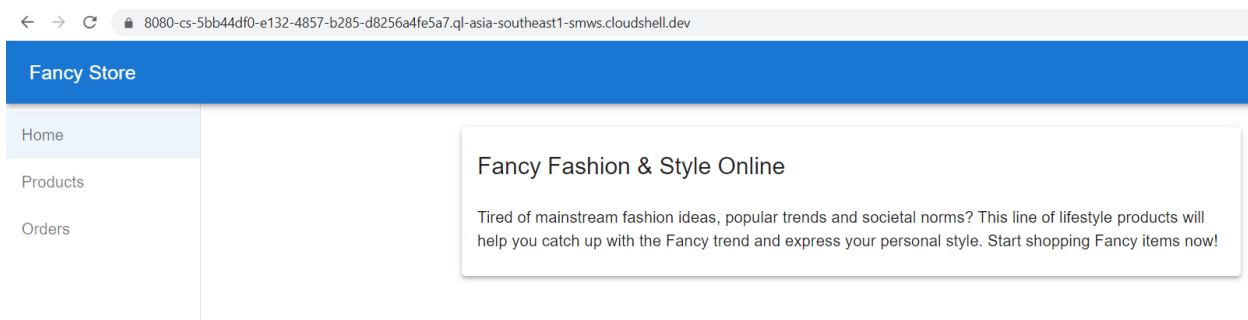 8080-cs-5bb44df0-e132-4857-b285-d8256a4fe5a7.ql-asia-southeast1-smws.cloudshell.dev
Fancy Store
Home
Products
Orders
Fancy Fashion & Style Online
Tired of mainstream fashion ideas, popular trends and societal norms? This line of lifestyle products will
help you catch up with the Fancy trend and express your personal style. Start shopping Fancy items now!